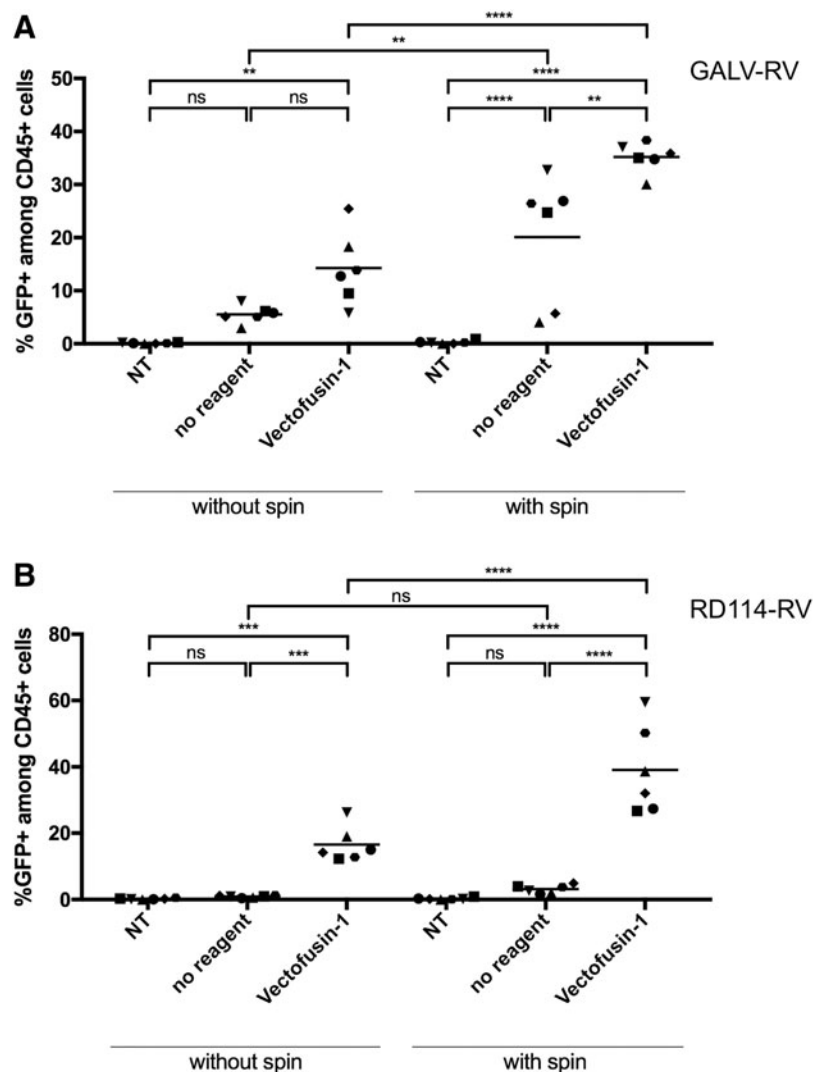 A
GALV-RV
****
**
** ****
ns ns **** **
% GFP+ among CD45+ cells
50
40
30
20
10
0
NT no reagent Vectofusin-1 NT no reagent Vectofusin-1
without spin with spin
B
RD114-RV
****
ns
*** ****
ns *** ns ****
%GFP+ among CD45+ cells
80
60
40
20
0
NT no reagent Vectofusin-1 NT no reagent Vectofusin-1
without spin with spin